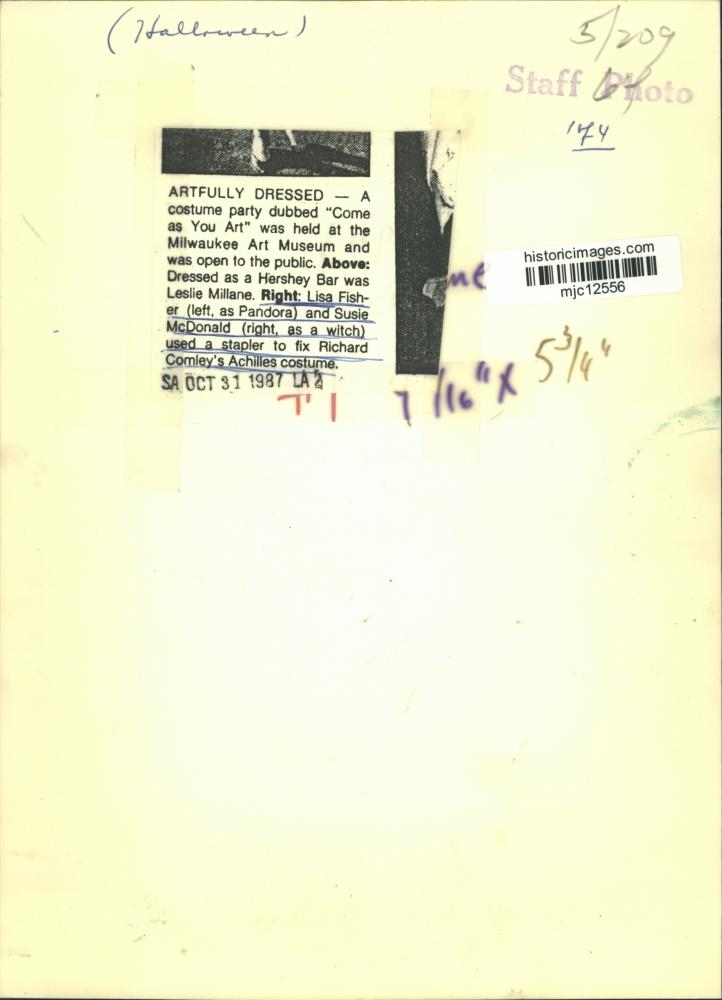 (Halloween)
5/209
Staff Photo
'74
ARTFULLY DRESSED — A
costume party dubbed "Come
as You Art" was held at the
Milwaukee Art Museum and
was open to the public. Above:
Dressed as a Hershey Bar was
Leslie Millane. Right: Lisa Fish-
er (left, as Pandora) and Susie
McDonald (right, as a witch)
used a stapler to fix Richard
Comley's Achilles costume.
SA OCT 31 1987 LA 2
historicimages.com
mjc12556
7/16" X 5 3/4"